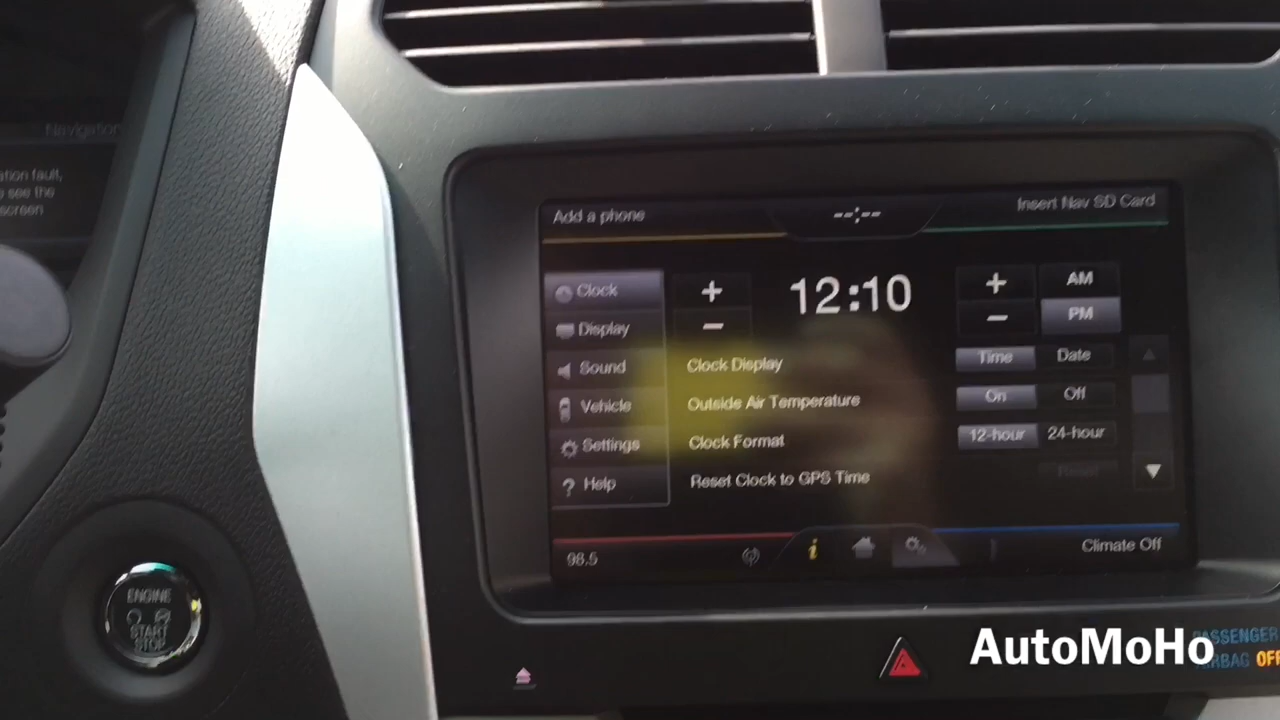 Navigation
ation fault,
o see the
screen
Add a phone
--:--
Insert Nav SD Card
Clock
Display
Sound
Vehicle
Settings
? Help
+
−
12:10
+
−
AM
PM
Clock Display
Time
Date
Outside Air Temperature
On
Off
Clock Format
12-hour
24-hour
Reset Clock to GPS Time
Reset
98.5
i
Climate Off
ENGINE
START
STOP
AutoMoHo
PASSENGER
AIRBAG OFF